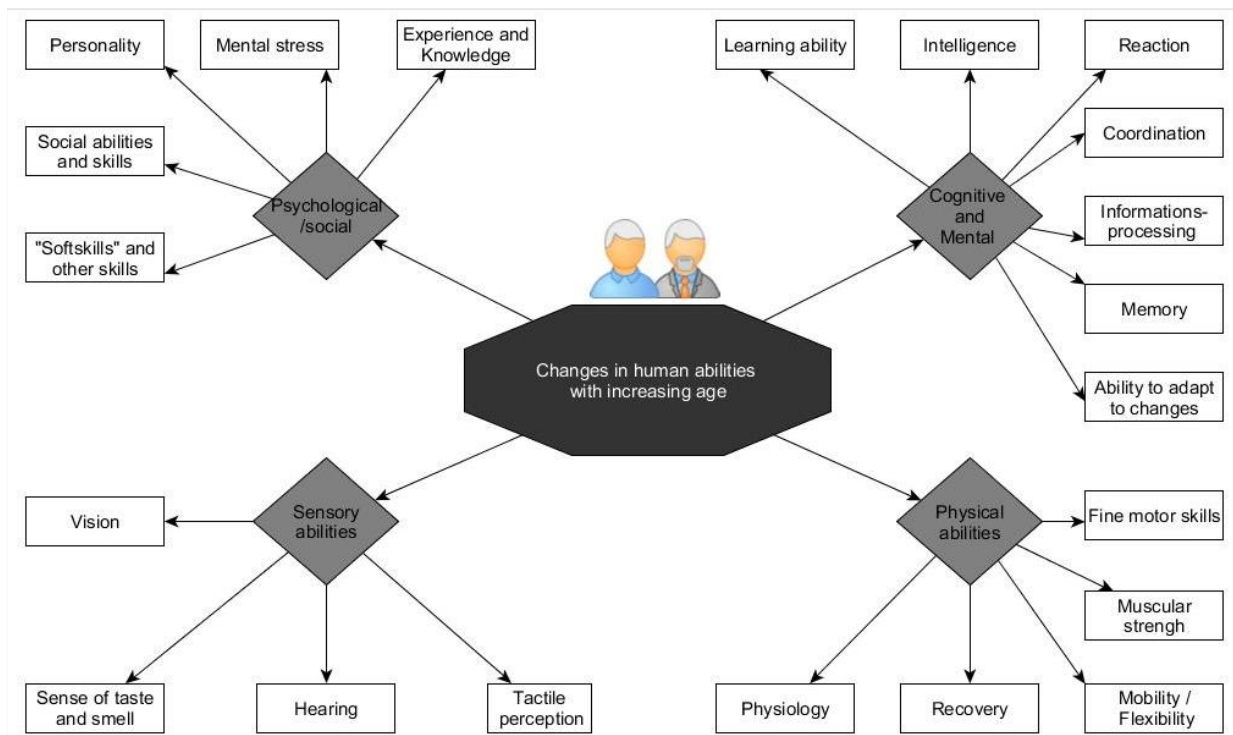 Personality
Mental stress
Experience and
Knowledge
Learning ability
Intelligence
Reaction
Social abilities
and skills
Coordination
Psychological
/social
Cognitive
and
Mental
"Softskills" and
other skills
Informations-
processing
Memory
Changes in human abilities
with increasing age
Ability to adapt
to changes
Vision
Sensory
abilities
Physical
abilities
Fine motor skills
Muscular
strengh
Sense of taste
and smell
Hearing
Tactile
perception
Physiology
Recovery
Mobility /
Flexibility